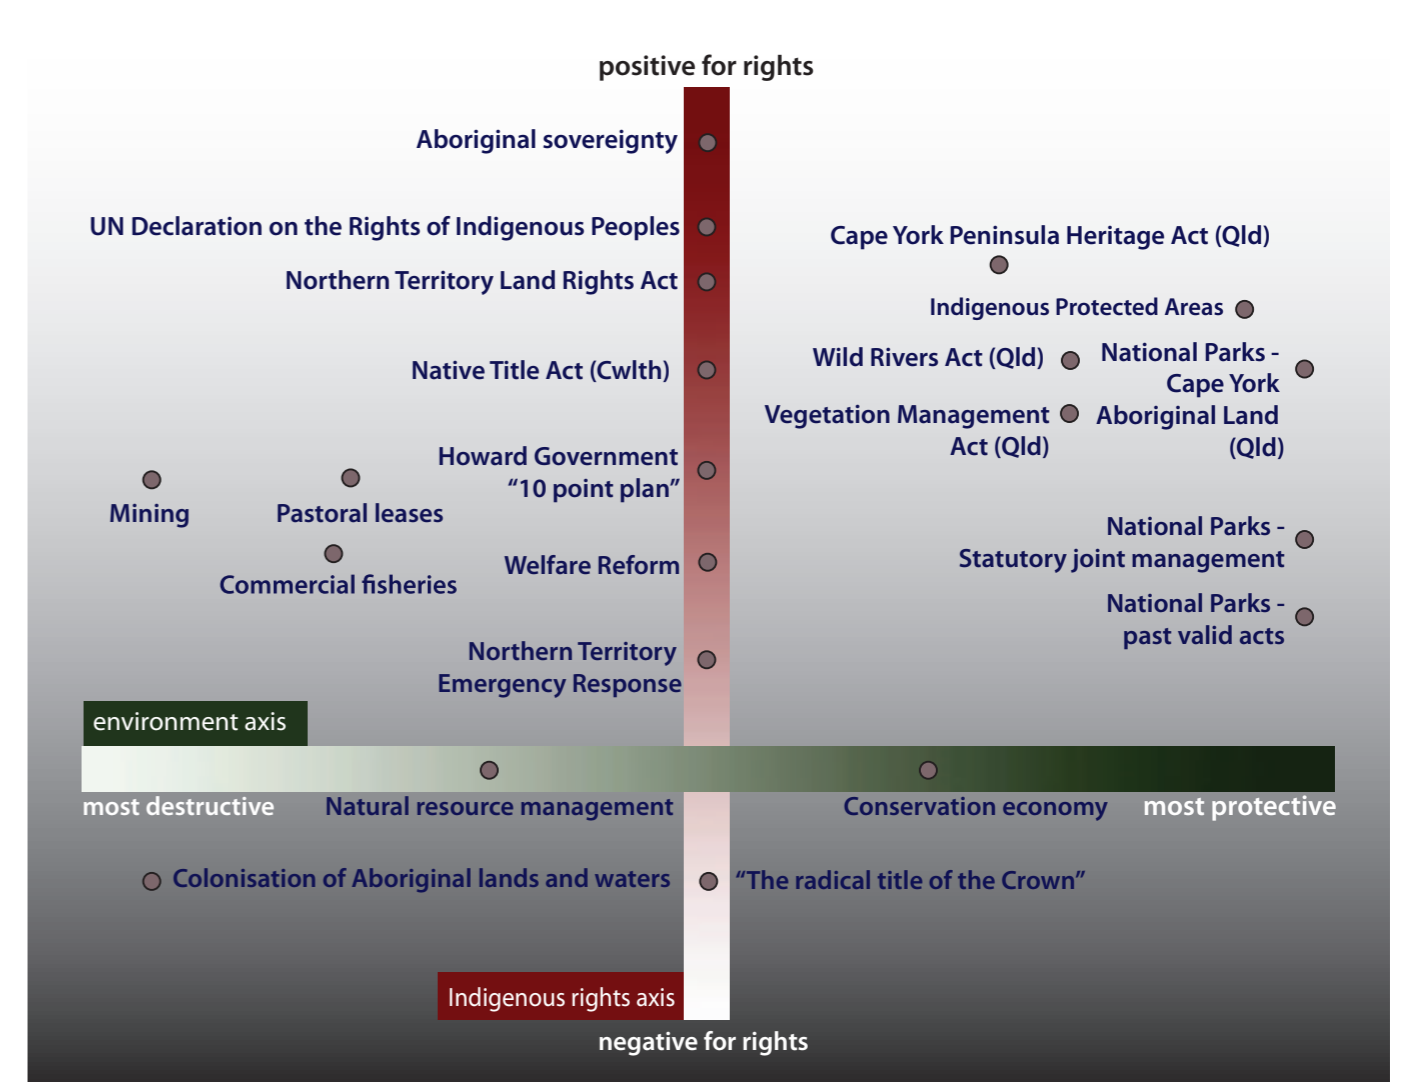 positive for rights
Aboriginal sovereignty
UN Declaration on the Rights of Indigenous Peoples
Cape York Peninsula Heritage Act (Qld)
Northern Territory Land Rights Act
Indigenous Protected Areas
Native Title Act (Cwlth)
Wild Rivers Act (Qld)
National Parks -
Cape York
Aboriginal Land
(Qld)
Vegetation Management
Act (Qld)
Howard Government
“10 point plan”
Mining
Pastoral leases
Commercial fisheries
Welfare Reform
National Parks -
Statutory joint management
National Parks -
past valid acts
Northern Territory
Emergency Response
environment axis
most destructive
Natural resource management
Conservation economy
most protective
Colonisation of Aboriginal lands and waters
“The radical title of the Crown”
Indigenous rights axis
negative for rights